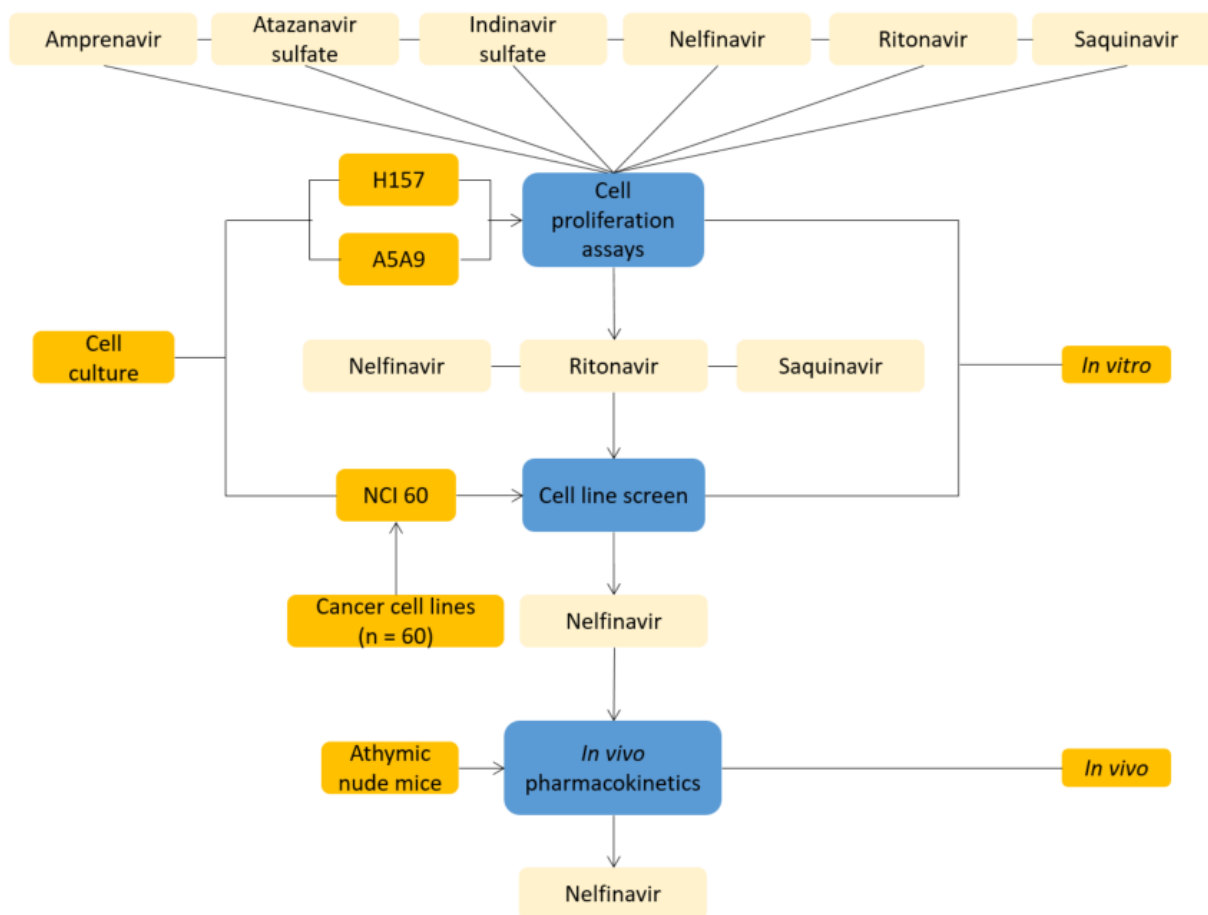 Amprenavir
Atazanavir
sulfate
Indinavir
sulfate
Nelfinavir
Ritonavir
Saquinavir
H157
A5A9
Cell
proliferation
assays
Cell
culture
Nelfinavir
Ritonavir
Saquinavir
In vitro
NCI 60
Cell line screen
Cancer cell lines
(n = 60)
Nelfinavir
Athymic
nude mice
In vivo
pharmacokinetics
In vivo
Nelfinavir